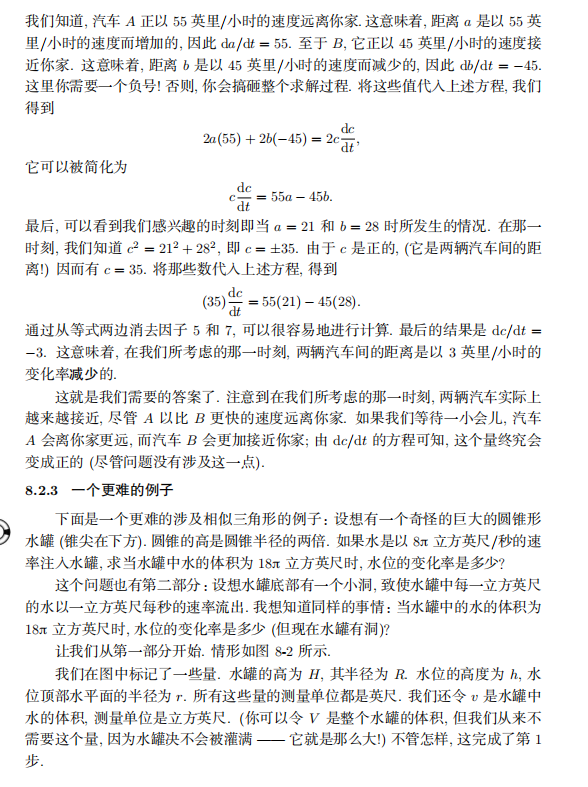 我们知道, 汽车 A 正以 55 英里/小时的速度远离你家. 这意味着, 距离 a 是以 55 英
里/小时的速度而增加的, 因此 da/dt = 55. 至于 B, 它正以 45 英里/小时的速度接
近你家. 这意味着, 距离 b 是以 45 英里/小时的速度而减少的, 因此 db/dt = −45.
这里你需要一个负号! 否则, 你会搞砸整个求解过程. 将这些值代入上述方程, 我们
得到
2a(55) + 2b(−45) = 2c dc/dt,
它可以被简化为
c dc/dt = 55a − 45b.
最后, 可以看到我们感兴趣的时刻即当 a = 21 和 b = 28 时所发生的情况. 在那一
时刻, 我们知道 c² = 21² + 28², 即 c = ±35. 由于 c 是正的, (它是两辆汽车间的距
离!) 因而有 c = 35. 将那些数代入上述方程, 得到
(35) dc/dt = 55(21) − 45(28).
通过从等式两边消去因子 5 和 7, 可以很容易地进行计算. 最后的结果是 dc/dt =
−3. 这意味着, 在我们所考虑的那一时刻, 两辆汽车间的距离是以 3 英里/小时的
变化率减少的.
这就是我们需要的答案了. 注意到在我们所考虑的那一时刻, 两辆汽车实际上
越来越接近, 尽管 A 以比 B 更快的速度远离你家. 如果我们等待一小会儿, 汽车
A 会离你家更远, 而汽车 B 会更加接近你家; 由 dc/dt 的方程可知, 这个量终究会
变成正的 (尽管问题没有涉及这一点).
8.2.3 一个更难的例子
下面是一个更难的涉及相似三角形的例子: 设想有一个奇怪的巨大的圆锥形
水罐 (锥尖在下方). 圆锥的高是圆锥半径的两倍. 如果水是以 8π 立方英尺/秒的速
率注入水罐, 求当水罐中水的体积为 18π 立方英尺时, 水位的变化率是多少?
这个问题也有第二部分: 设想水罐底部有一个小洞, 致使水罐中每一立方英尺
的水以一立方英尺每秒的速率流出. 我想知道同样的事情: 当水罐中的水的体积为
18π 立方英尺时, 水位的变化率是多少 (但现在水罐有洞)?
让我们从第一部分开始. 情形如图 8-2 所示.
我们在图中标记了一些量. 水罐的高为 H, 其半径为 R. 水位的高度为 h, 水
位顶部水平面的半径为 r. 所有这些量的测量单位都是英尺. 我们还令 v 是水罐中
水的体积, 测量单位是立方英尺. (你可以令 V 是整个水罐的体积, 但我们从来不
需要这个量, 因为水罐决不会被灌满 —— 它就是那么大!) 不管怎样, 这完成了第 1
步.